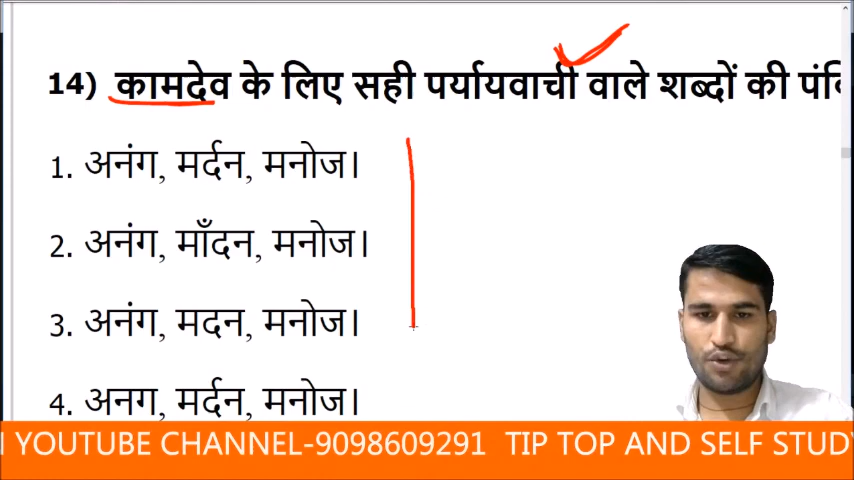 14) कामदेव के लिए सही पर्यायवाची वाले शब्दों की
1. अनंग, मर्दन, मनोज।
2. अनंग, माँदन, मनोज।
3. अनंग, मदन, मनोज।
4. अनग, मर्दन, मनोज।
YOUTUBE CHANNEL-9098609291 TIP TOP AND SELF